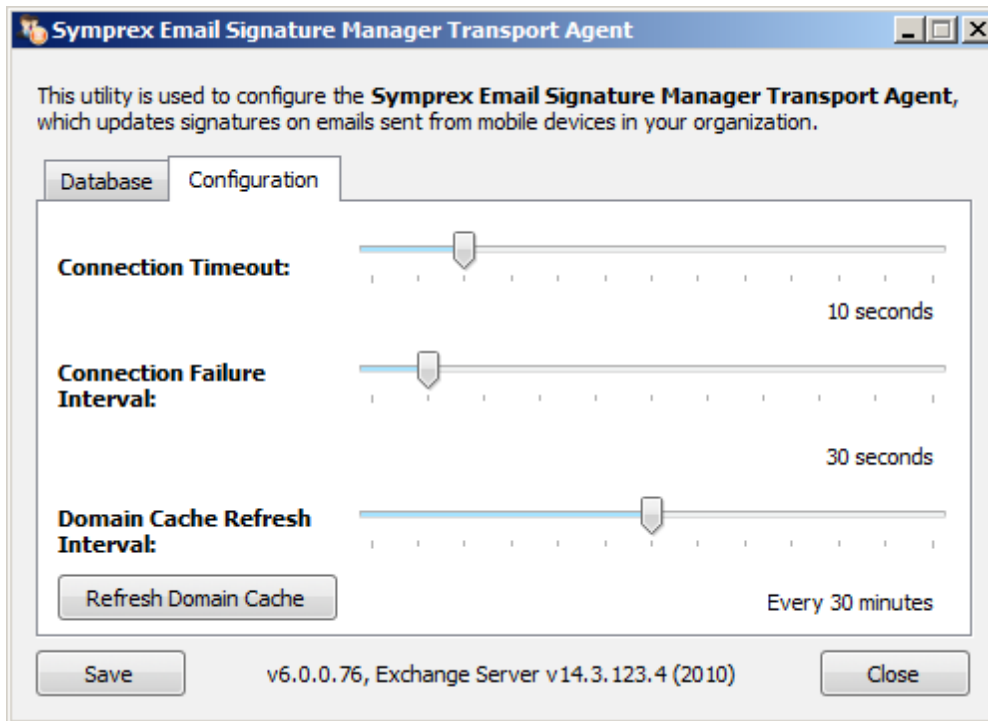 Symprex Email Signature Manager Transport Agent
This utility is used to configure the Symprex Email Signature Manager Transport Agent,
which updates signatures on emails sent from mobile devices in your organization.
Database
Configuration
Connection Timeout:
10 seconds
Connection Failure
Interval:
30 seconds
Domain Cache Refresh
Interval:
Refresh Domain Cache
Every 30 minutes
Save
v6.0.0.76, Exchange Server v14.3.123.4 (2010)
Close